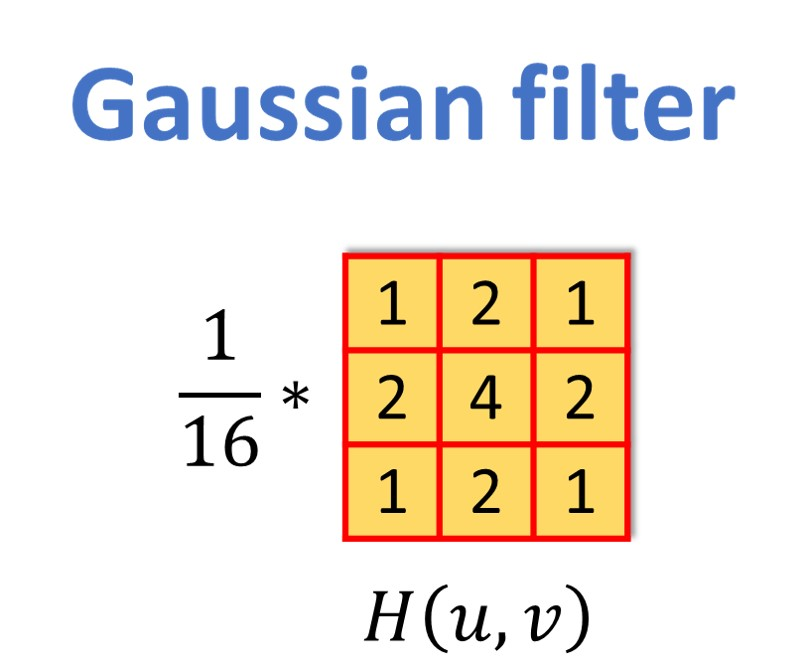 Gaussian filter
1/16 *
1 2 1
2 4 2
1 2 1
H(u, v)